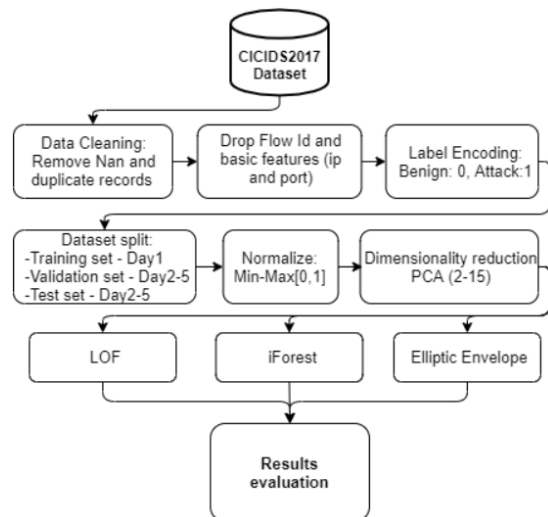 CICIDS2017
Dataset
Data Cleaning:
Remove Nan and
duplicate records
Drop Flow Id and
basic features (ip
and port)
Label Encoding:
Benign: 0, Attack:1
Dataset split:
-Training set - Day1
-Validation set - Day2-5
-Test set - Day2-5
Normalize:
Min-Max[0,1]
Dimensionality reduction
PCA (2-15)
LOF
iForest
Elliptic Envelope
Results
evaluation